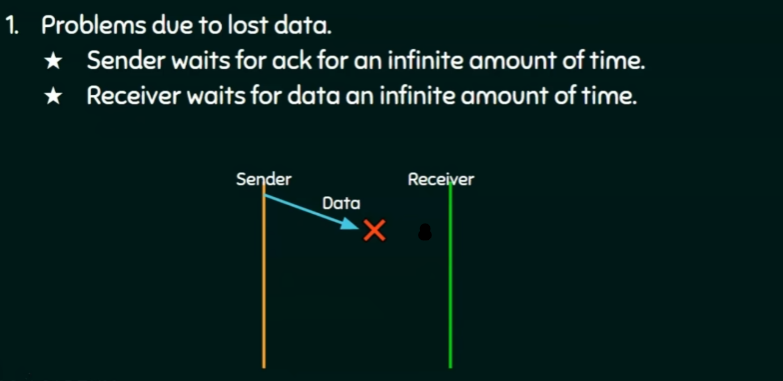 1. Problems due to lost data.
★ Sender waits for ack for an infinite amount of time.
★ Receiver waits for data an infinite amount of time.
Sender Receiver
Data